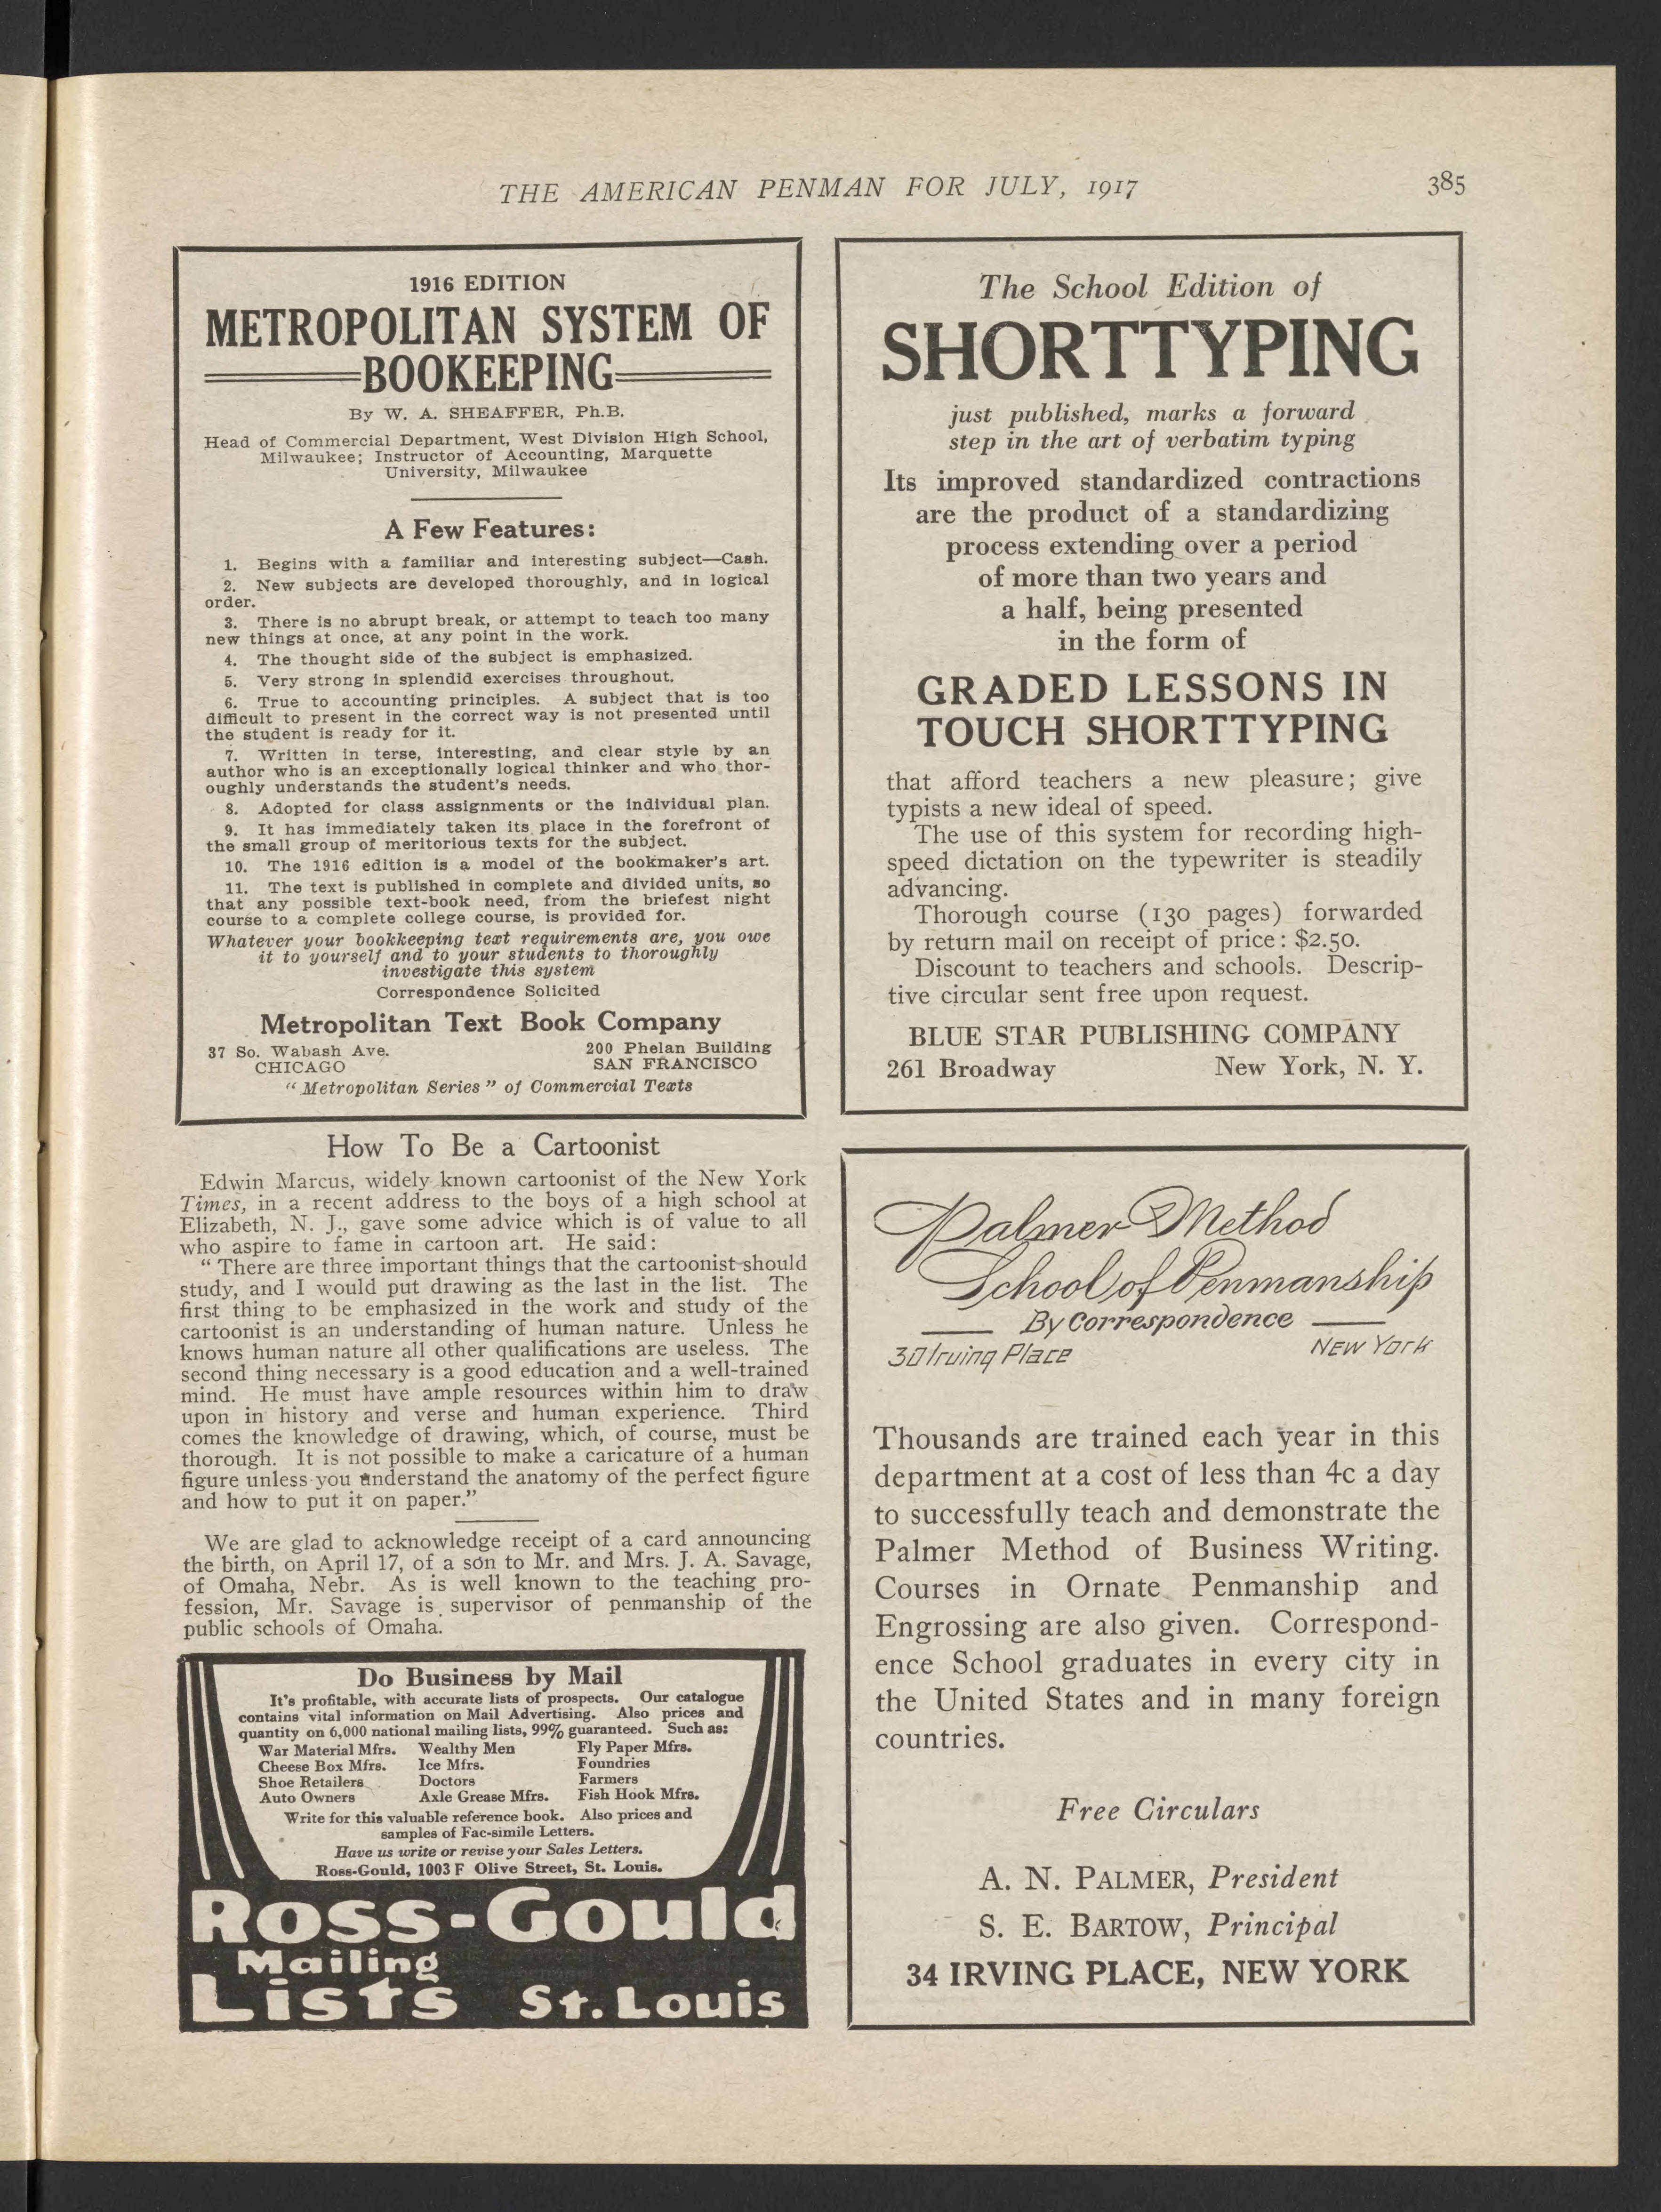 THE AMERICAN PENMAN FOR JULY, 1917
385
1916 EDITION
METROPOLITAN SYSTEM OF
BOOKEEPING
By W. A. SHEAFFER, Ph.B.
Head of Commercial Department, West Division High School,
Milwaukee; Instructor of Accounting, Marquette
University, Milwaukee
A Few Features:
1. Begins with a familiar and interesting subject—Cash.
2. New subjects are developed thoroughly, and in logical
order.
3. There is no abrupt break, or attempt to teach too many
new things at once, at any point in the work.
4. The thought side of the subject is emphasized.
5. Very strong in splendid exercises throughout.
6. True to accounting principles. A subject that is too
difficult to present in the correct way is not presented until
the student is ready for it.
7. Written in terse, interesting, and clear style by an
author who is an exceptionally logical thinker and who thor-
oughly understands the student's needs.
8. Adopted for class assignments or the individual plan.
9. It has immediately taken its place in the forefront of
the small group of meritorious texts for the subject.
10. The 1916 edition is a model of the bookmaker's art.
11. The text is published in complete and divided units, so
that any possible text-book need, from the briefest night
course to a complete college course, is provided for.
Whatever your bookkeeping text requirements are, you owe
it to yourself and to your students to thoroughly
investigate this system
Correspondence Solicited
Metropolitan Text Book Company
37 So. Wabash Ave. 200 Phelan Building
CHICAGO SAN FRANCISCO
“Metropolitan Series” of Commercial Texts
How To Be a Cartoonist
Edwin Marcus, widely known cartoonist of the New York
Times, in a recent address to the boys of a high school at
Elizabeth, N. J., gave some advice which is of value to all
who aspire to fame in cartoon art. He said:
“There are three important things that the cartoonist should
study, and I would put drawing as the last in the list. The
first thing to be emphasized in the work and study of the
cartoonist is an understanding of human nature. Unless he
knows human nature all other qualifications are useless. The
second thing necessary is a good education and a well-trained
mind. He must have ample resources within him to draw
upon in history and verse and human experience. Third
comes the knowledge of drawing, which, of course, must be
thorough. It is not possible to make a caricature of a human
figure unless you understand the anatomy of the perfect figure
and how to put it on paper.”
We are glad to acknowledge receipt of a card announcing
the birth, on April 17, of a son to Mr. and Mrs. J. A. Savage,
of Omaha, Nebr. As is well known to the teaching pro-
fession, Mr. Savage is supervisor of penmanship of the
public schools of Omaha.
Do Business by Mail
It's profitable, with accurate lists of prospects. Our catalogue
contains vital information on Mail Advertising. Also prices and
quantity on 6,000 national mailing lists, 99% guaranteed. Such as:
War Material Mfrs. Wealthy Men Fly Paper Mfrs.
Cheese Box Mfrs. Ice Mfrs. Foundries
Shoe Retailers Doctors Farmers
Auto Owners Axle Grease Mfrs. Fish Hook Mfrs.
Write for this valuable reference book. Also prices and
samples of Fac-simile Letters.
Have us write or revise your Sales Letters.
Ross-Gould, 1003 F Olive Street, St. Louis.
Ross-Gould
Mailing
Lists St. Louis
The School Edition of
SHORTTYPING
just published, marks a forward
step in the art of verbatim typing
Its improved standardized contractions
are the product of a standardizing
process extending over a period
of more than two years and
a half, being presented
in the form of
GRADED LESSONS IN
TOUCH SHORTTYPING
that afford teachers a new pleasure; give
typists a new ideal of speed.
The use of this system for recording high-
speed dictation on the typewriter is steadily
advancing.
Thorough course (130 pages) forwarded
by return mail on receipt of price: $2.50.
Discount to teachers and schools. Descrip-
tive circular sent free upon request.
BLUE STAR PUBLISHING COMPANY
261 Broadway New York, N. Y.
Palmer Method
School of Penmanship
By Correspondence
30 Irving Place New York
Thousands are trained each year in this
department at a cost of less than 4c a day
to successfully teach and demonstrate the
Palmer Method of Business Writing.
Courses in Ornate Penmanship and
Engrossing are also given. Correspond-
ence School graduates in every city in
the United States and in many foreign
countries.
Free Circulars
A. N. PALMER, President
S. E. BARTOW, Principal
34 IRVING PLACE, NEW YORK